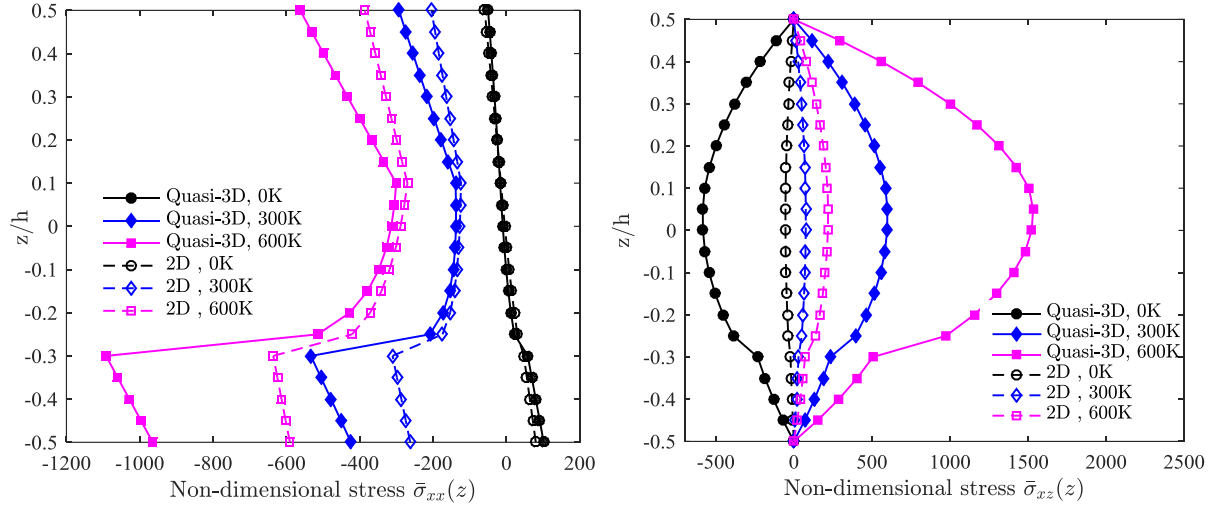 0.5
0.4
0.3
0.2
0.1
0
-0.1
-0.2
-0.3
-0.4
-0.5
z/h
Quasi-3D, 0K
Quasi-3D, 300K
Quasi-3D, 600K
2D , 0K
2D , 300K
2D , 600K
-1200 -1000 -800 -600 -400 -200 0 200
Non-dimensional stress σ̄xx(z)
0.5
0.4
0.3
0.2
0.1
0
-0.1
-0.2
-0.3
-0.4
-0.5
z/h
Quasi-3D, 0K
Quasi-3D, 300K
Quasi-3D, 600K
2D , 0K
2D , 300K
2D , 600K
-500 0 500 1000 1500 2000 2500
Non-dimensional stress σ̄xz(z)